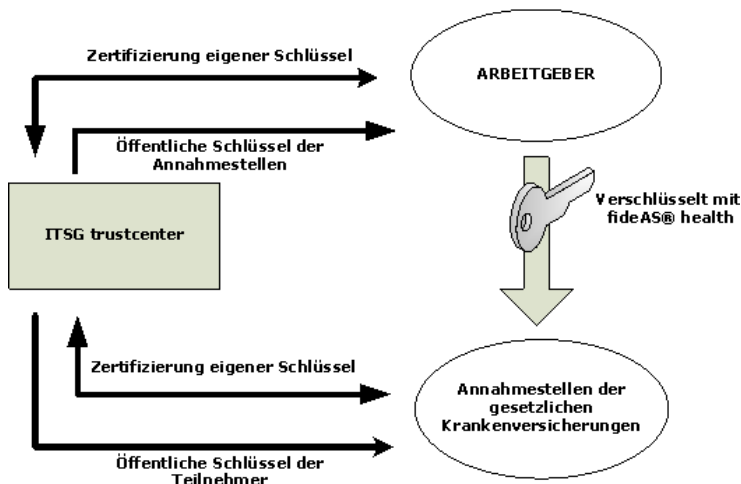 Zertifizierung eigener Schlüssel
ARBEITGEBER
Öffentliche Schlüssel der
Annahmestellen
Verschlüsselt mit
fideAS® health
ITSG trustcenter
Zertifizierung eigener Schlüssel
Annahmestellen der
gesetzlichen
Krankenversicherungen
Öffentliche Schlüssel der
Teilnehmer